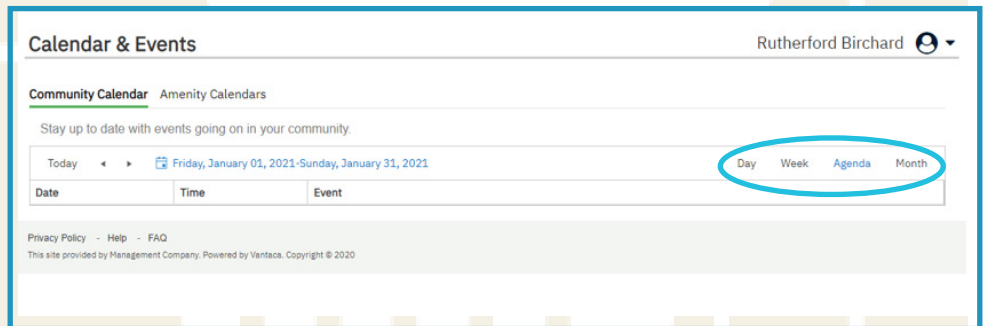 Calendar & Events
Rutherford Birchard
Community Calendar Amenity Calendars
Stay up to date with events going on in your community.
Today Friday, January 01, 2021-Sunday, January 31, 2021 Day Week Agenda Month
Date Time Event
Privacy Policy - Help - FAQ
This site provided by Management Company. Powered by Vantaca. Copyright © 2020